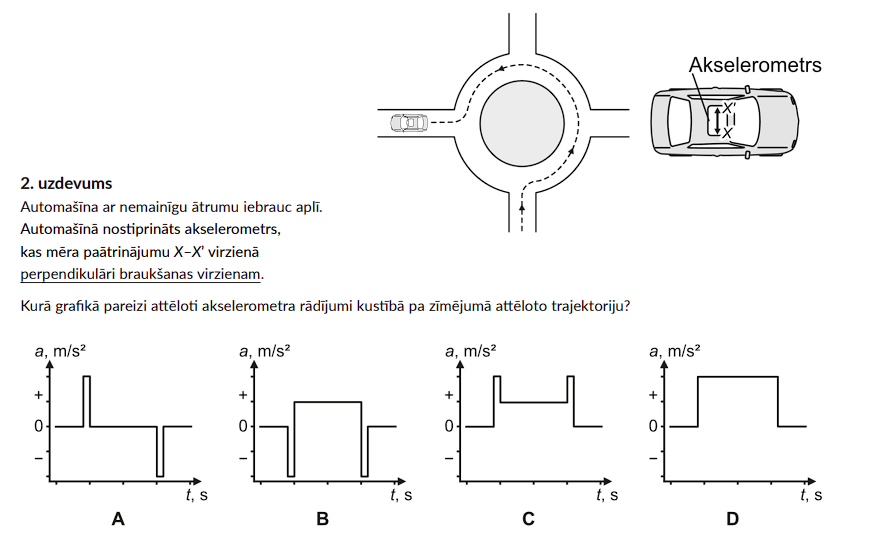 Akselerometrs
X'
X
2. uzdevums
Automašīna ar nemainīgu ātrumu iebrauc aplī.
Automašīnā nostiprināts akselerometrs,
kas mēra paātrinājumu X–X' virzienā
perpendikulāri braukšanas virzienam.
Kurā grafikā pareizi attēloti akselerometra rādījumi kustībā pa zīmējumā attēloto trajektoriju?
a, m/s²
+
0
–
t, s
A
a, m/s²
+
0
–
t, s
B
a, m/s²
+
0
–
t, s
C
a, m/s²
+
0
–
t, s
D